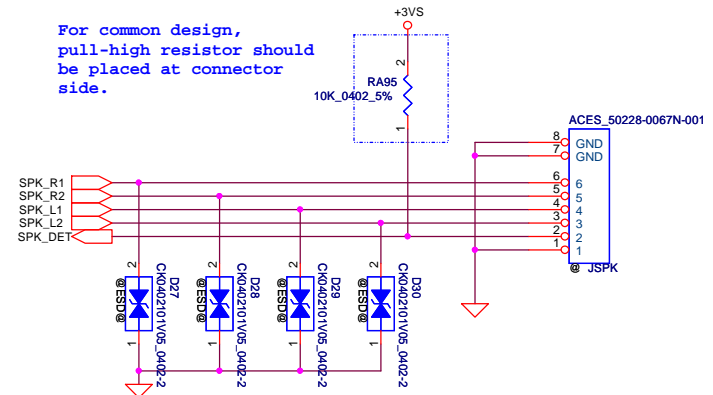 +3VS
For common design,
pull-high resistor should
be placed at connector
side.
2
RA95
10K_0402_5%
1
ACES_50228-0067N-001
8 GND
7 GND
SPK_R1 6 6
SPK_R2 5 5
SPK_L1 4 4
SPK_L2 3 3
SPK_DET 2 2
1 1
@ JSPK
2 D27
CK0402101V05_0402-2
@ESD@
1
2 D28
CK0402101V05_0402-2
@ESD@
1
2 D29
CK0402101V05_0402-2
@ESD@
1
2 D30
CK0402101V05_0402-2
@ESD@
1